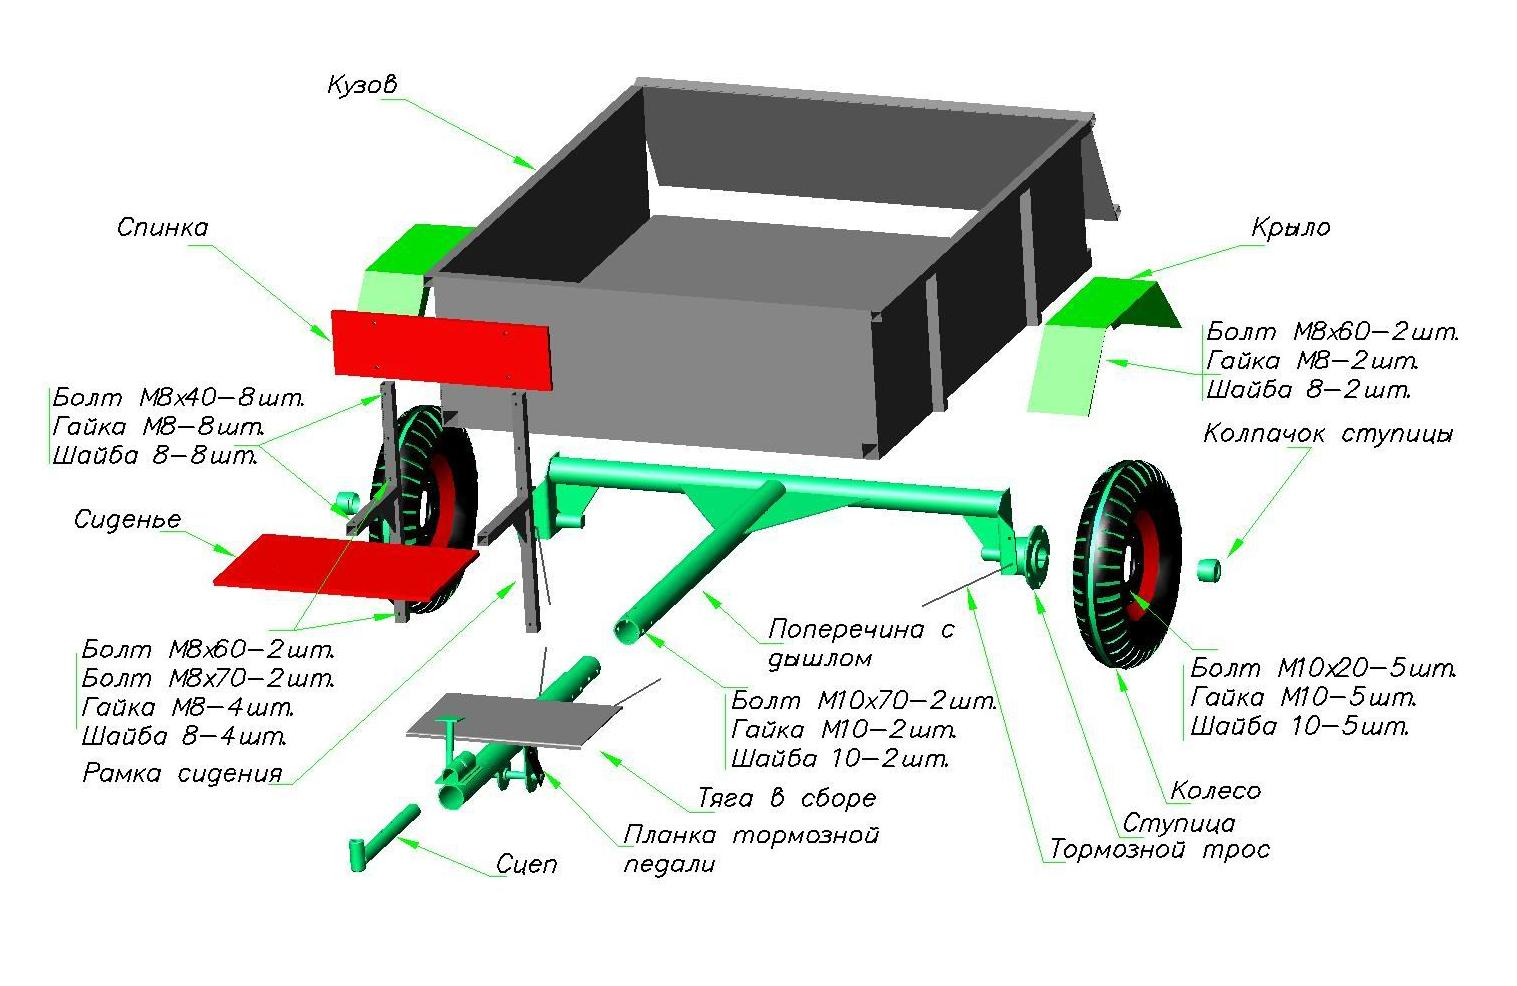 Кузов
Спинка
Крыло
Болт М8х60-2шт.
Гайка М8-2шт.
Шайба 8-2шт.
Болт М8х40-8шт.
Гайка М8-8шт.
Шайба 8-8шт.
Колпачок ступицы
Сиденье
Поперечина с
дышлом
Болт М8х60-2шт.
Болт М8х70-2шт.
Гайка М8-4шт.
Шайба 8-4шт.
Рамка сидения
Болт М10х70-2шт.
Гайка М10-2шт.
Шайба 10-2шт.
Болт М10х20-5шт.
Гайка М10-5шт.
Шайба 10-5шт.
Тяга в сборе
Колесо
Планка тормозной
педали
Ступица
Тормозной трос
Сцеп